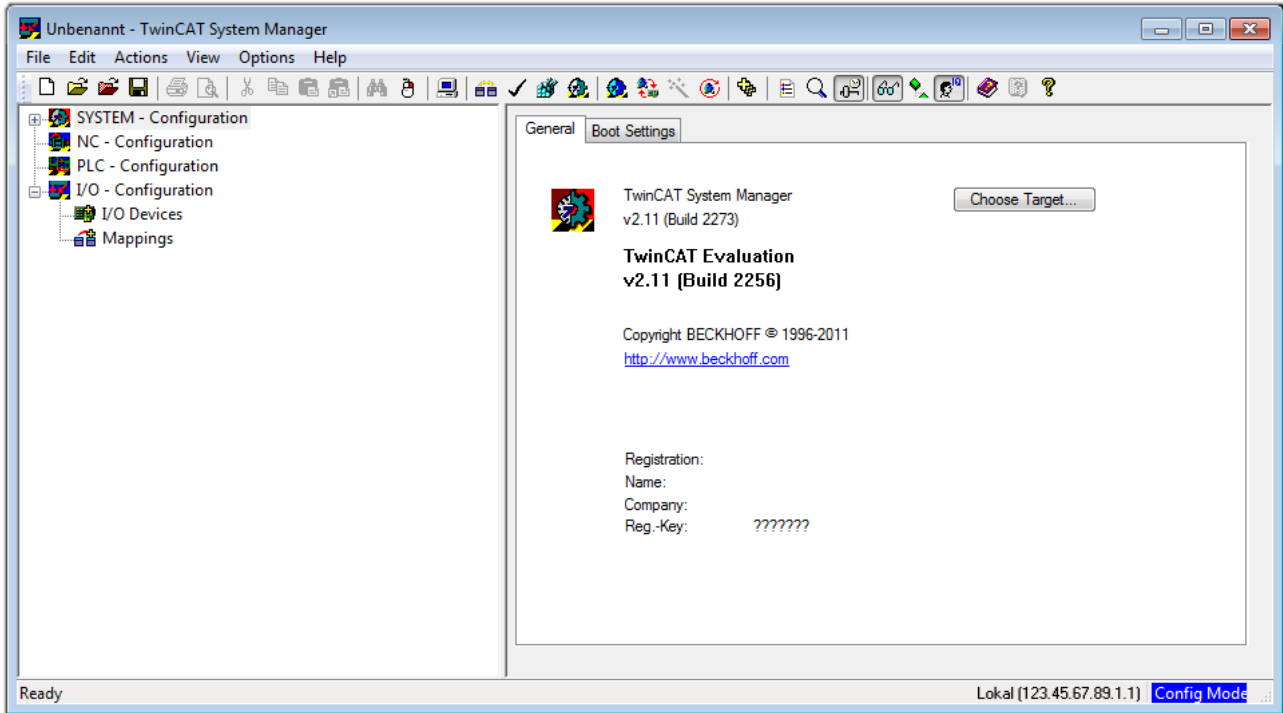 Unbenannt - TwinCAT System Manager
File Edit Actions View Options Help
SYSTEM - Configuration
NC - Configuration
PLC - Configuration
I/O - Configuration
I/O Devices
Mappings
General Boot Settings
TwinCAT System Manager
v2.11 (Build 2273)
Choose Target...
TwinCAT Evaluation
v2.11 (Build 2256)
Copyright BECKHOFF © 1996-2011
http://www.beckhoff.com
Registration:
Name:
Company:
Reg.-Key: ???????
Ready Lokal (123.45.67.89.1.1) Config Mode